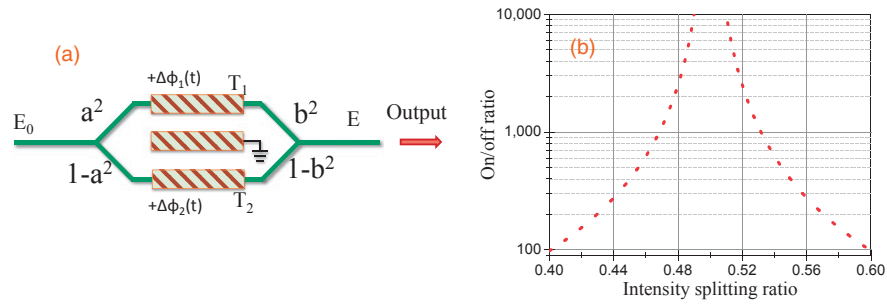 (a)
+Δϕ₁(t)
T₁
a²
b²
E₀
E
Output
1-a²
1-b²
+Δϕ₂(t)
T₂
(b)
On/off ratio
10,000
1,000
100
0.40 0.44 0.48 0.52 0.56 0.60
Intensity splitting ratio